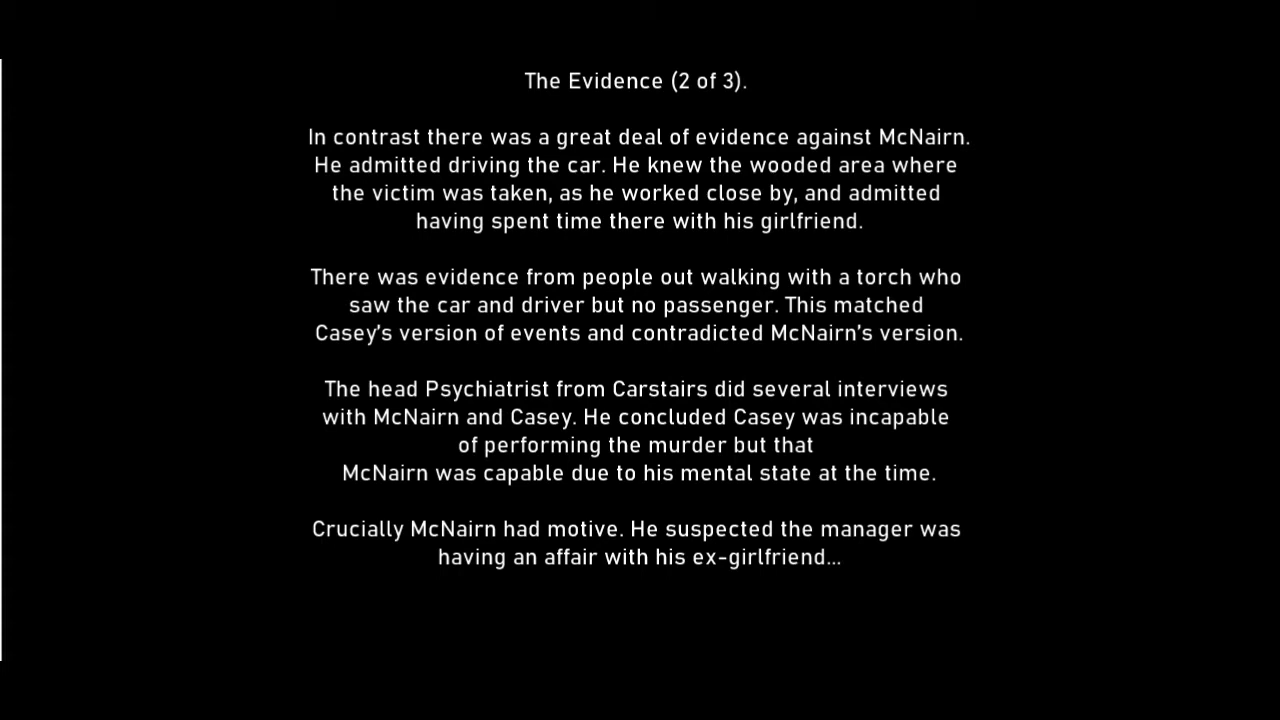 The Evidence (2 of 3).
In contrast there was a great deal of evidence against McNairn.
He admitted driving the car. He knew the wooded area where
the victim was taken, as he worked close by, and admitted
having spent time there with his girlfriend.
There was evidence from people out walking with a torch who
saw the car and driver but no passenger. This matched
Casey's version of events and contradicted McNairn's version.
The head Psychiatrist from Carstairs did several interviews
with McNairn and Casey. He concluded Casey was incapable
of performing the murder but that
McNairn was capable due to his mental state at the time.
Crucially McNairn had motive. He suspected the manager was
having an affair with his ex-girlfriend...